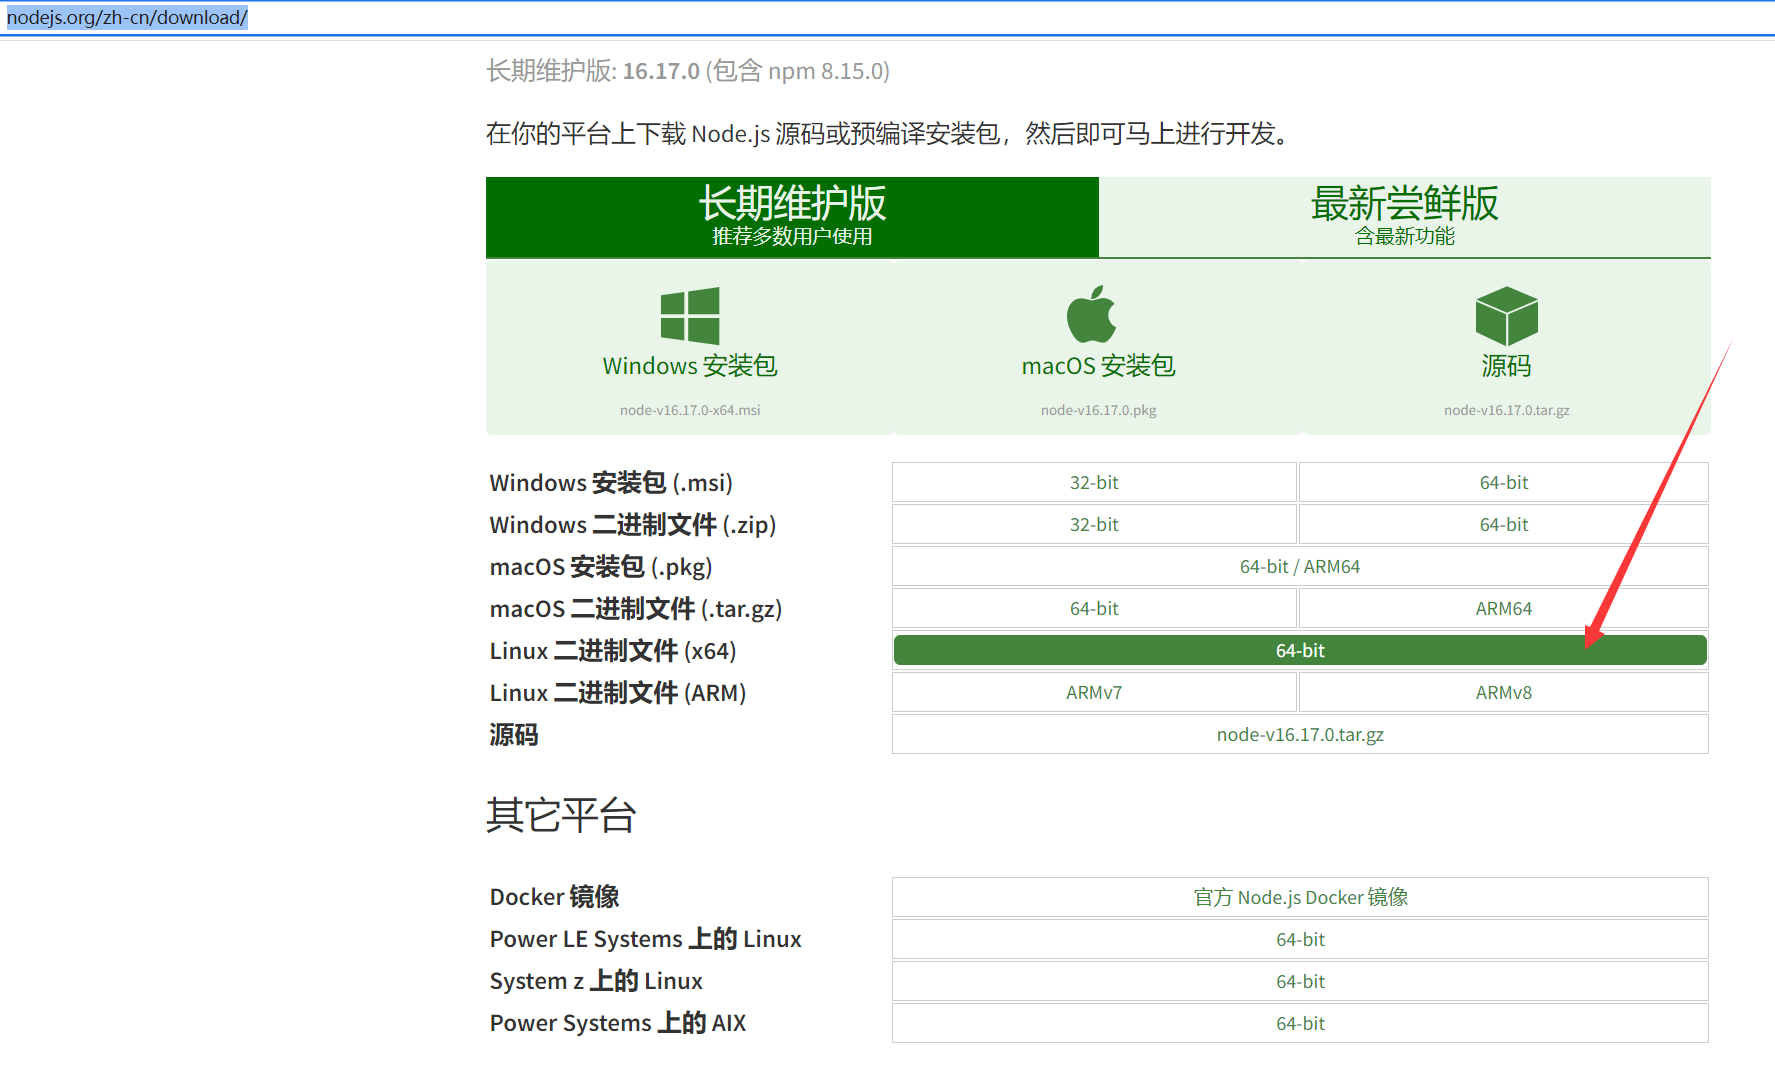 nodejs.org/zh-cn/download/
长期维护版: 16.17.0 (包含 npm 8.15.0)
在你的平台上下载 Node.js 源码或预编译安装包，然后即可马上进行开发。
长期维护版
推荐多数用户使用
最新尝鲜版
含最新功能
Windows 安装包
node-v16.17.0-x64.msi
macOS 安装包
node-v16.17.0.pkg
源码
node-v16.17.0.tar.gz
Windows 安装包 (.msi) 32-bit 64-bit
Windows 二进制文件 (.zip) 32-bit 64-bit
macOS 安装包 (.pkg) 64-bit / ARM64
macOS 二进制文件 (.tar.gz) 64-bit ARM64
Linux 二进制文件 (x64) 64-bit
Linux 二进制文件 (ARM) ARMv7 ARMv8
源码 node-v16.17.0.tar.gz
其它平台
Docker 镜像 官方 Node.js Docker 镜像
Power LE Systems 上的 Linux 64-bit
System z 上的 Linux 64-bit
Power Systems 上的 AIX 64-bit